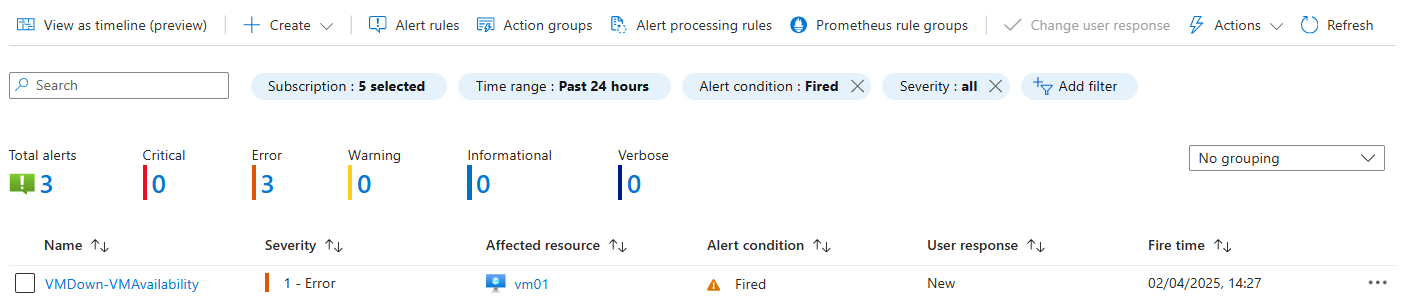 View as timeline (preview) Create Alert rules Action groups Alert processing rules Prometheus rule groups Change user response Actions Refresh
Search Subscription : 5 selected Time range : Past 24 hours Alert condition : Fired Severity : all Add filter
Total alerts Critical Error Warning Informational Verbose
3 0 3 0 0 0
No grouping
Name Severity Affected resource Alert condition User response Fire time
VMDown-VMAvailability 1 - Error vm01 Fired New 02/04/2025, 14:27